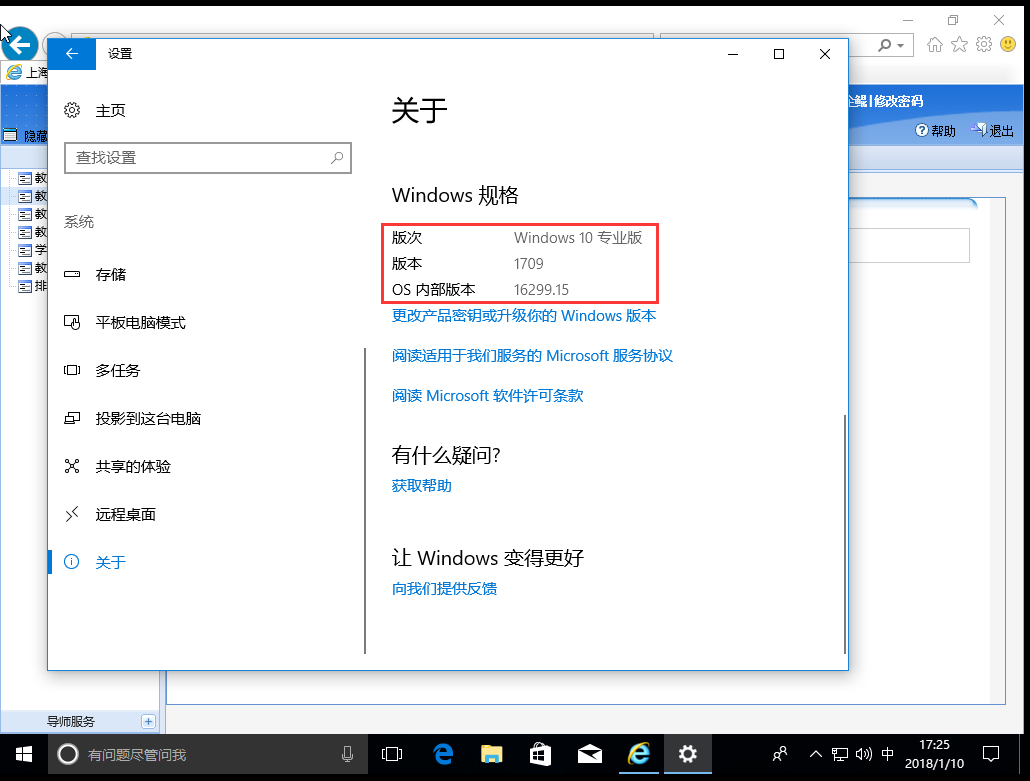 设置
上海
隐藏
修改密码
帮助
退出
主页
查找设置
系统
存储
平板电脑模式
多任务
投影到这台电脑
共享的体验
远程桌面
关于
关于
Windows 规格
版次 Windows 10 专业版
版本 1709
OS 内部版本 16299.15
更改产品密钥或升级你的 Windows 版本
阅读适用于我们服务的 Microsoft 服务协议
阅读 Microsoft 软件许可条款
有什么疑问?
获取帮助
让 Windows 变得更好
向我们提供反馈
教
教
教
教
学
教
排
导师服务
有问题尽管问我
中
17:25
2018/1/10